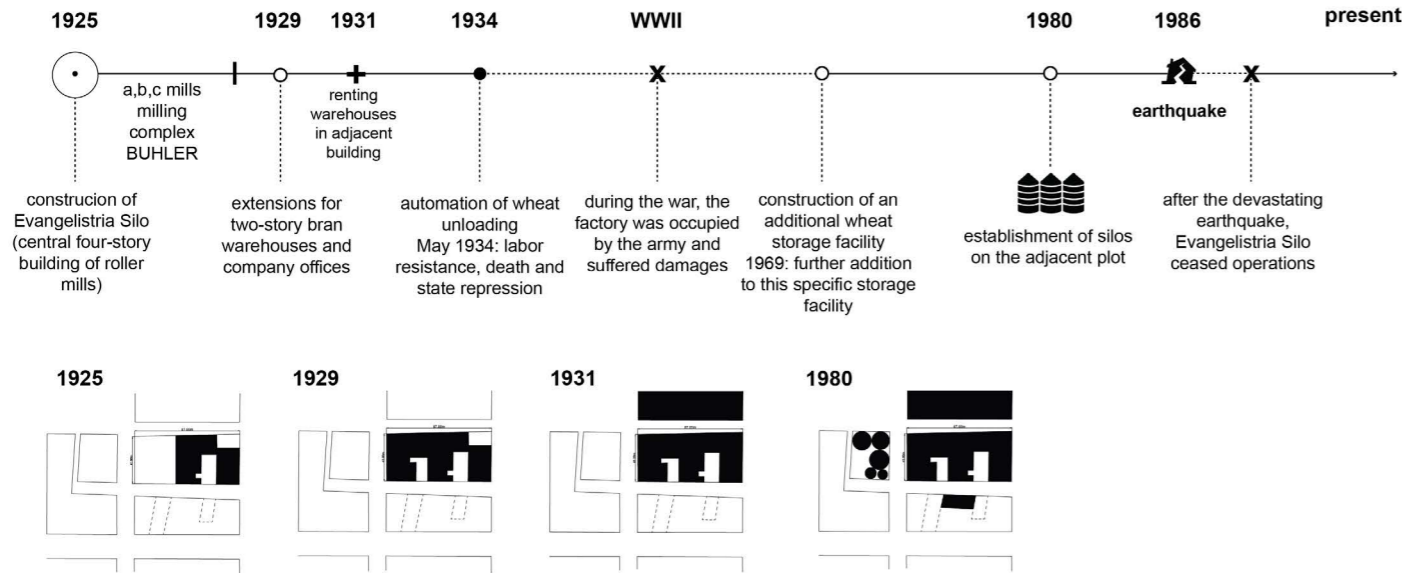 1925
1929
1931
1934
WWII
1980
1986
present
a,b,c mills
milling
complex
BUHLER
renting
warehouses
in adjacent
building
earthquake
construcion of
Evangelistria Silo
(central four-story
building of roller
mills)
extensions for
two-story bran
warehouses and
company offices
automation of wheat
unloading
May 1934: labor
resistance, death and
state repression
during the war, the
factory was occupied
by the army and
suffered damages
construction of an
additional wheat
storage facility
1969: further addition
to this specific storage
facility
establishment of silos
on the adjacent plot
after the devastating
earthquake,
Evangelistria Silo
ceased operations
1925
1929
1931
1980